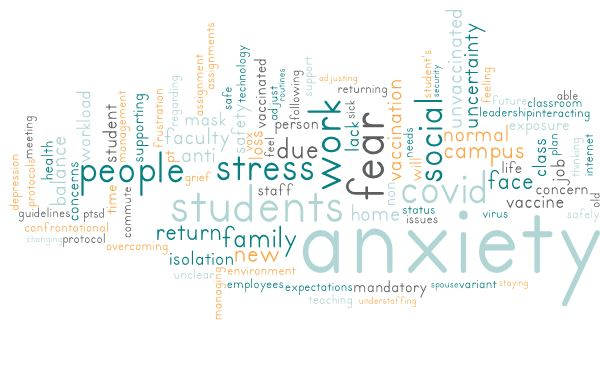 depression
protocols
meeting
health
balance
concerns
workload
student
management
time
commute
supporting
frustration
regarding
assignment
assignments
mask
faculty
anti
pt
grief
safe
safety
technology
vax
loss
vaccinated
feel
adjust
routines
following
support
adjusting
person
due
people
stress
work
fear
lack
sick
returning
vaccination
non
needs
will
social
student's
security
unvaccinated
uncertainty
feeling
normal
campus
future
classroom
leadership
interacting
exposure
able
class
plan
job
thinking
internet
life
face
concern
vaccine
old
safely
virus
covid
status
issues
home
staff
students
guidelines
ptsd
confrontational
changing
protocol
overcoming
return
family
isolation
new
unclear
environment
managing
employees
expectations
mandatory
spouse
variant
staying
teaching
understaffing
anxiety